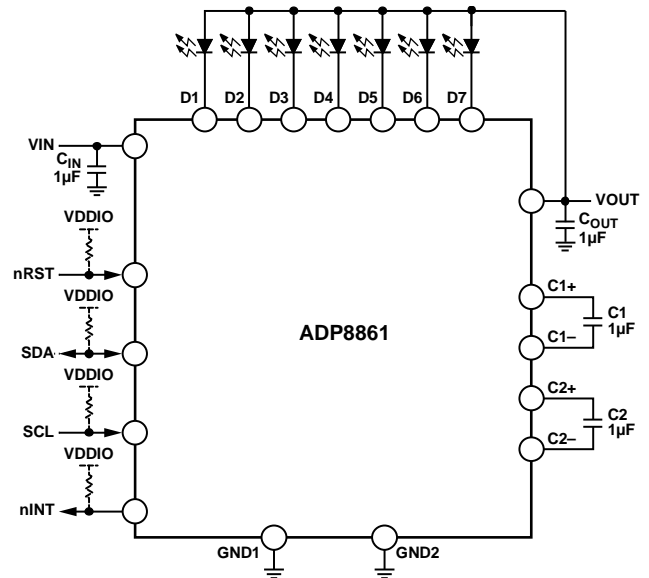 D1 D2 D3 D4 D5 D6 D7
VIN
CIN
1µF
VOUT
COUT
1µF
VDDIO
nRST
C1+
C1
1µF
C1–
VDDIO
SDA
ADP8861
VDDIO
SCL
C2+
C2
1µF
C2–
VDDIO
nINT
GND1
GND2